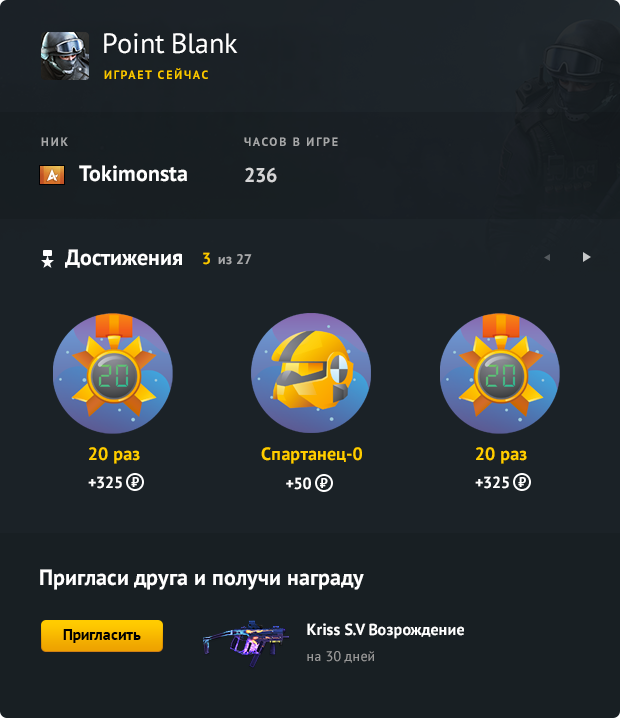 Point Blank
ИГРАЕТ СЕЙЧАС
НИК
ЧАСОВ В ИГРЕ
Tokimonsta
236
Достижения 3 из 27
20
20
20 раз
Спартанец-0
20 раз
+325 ₽
+50 ₽
+325 ₽
Пригласи друга и получи награду
Пригласить
Kriss S.V Возрождение
на 30 дней